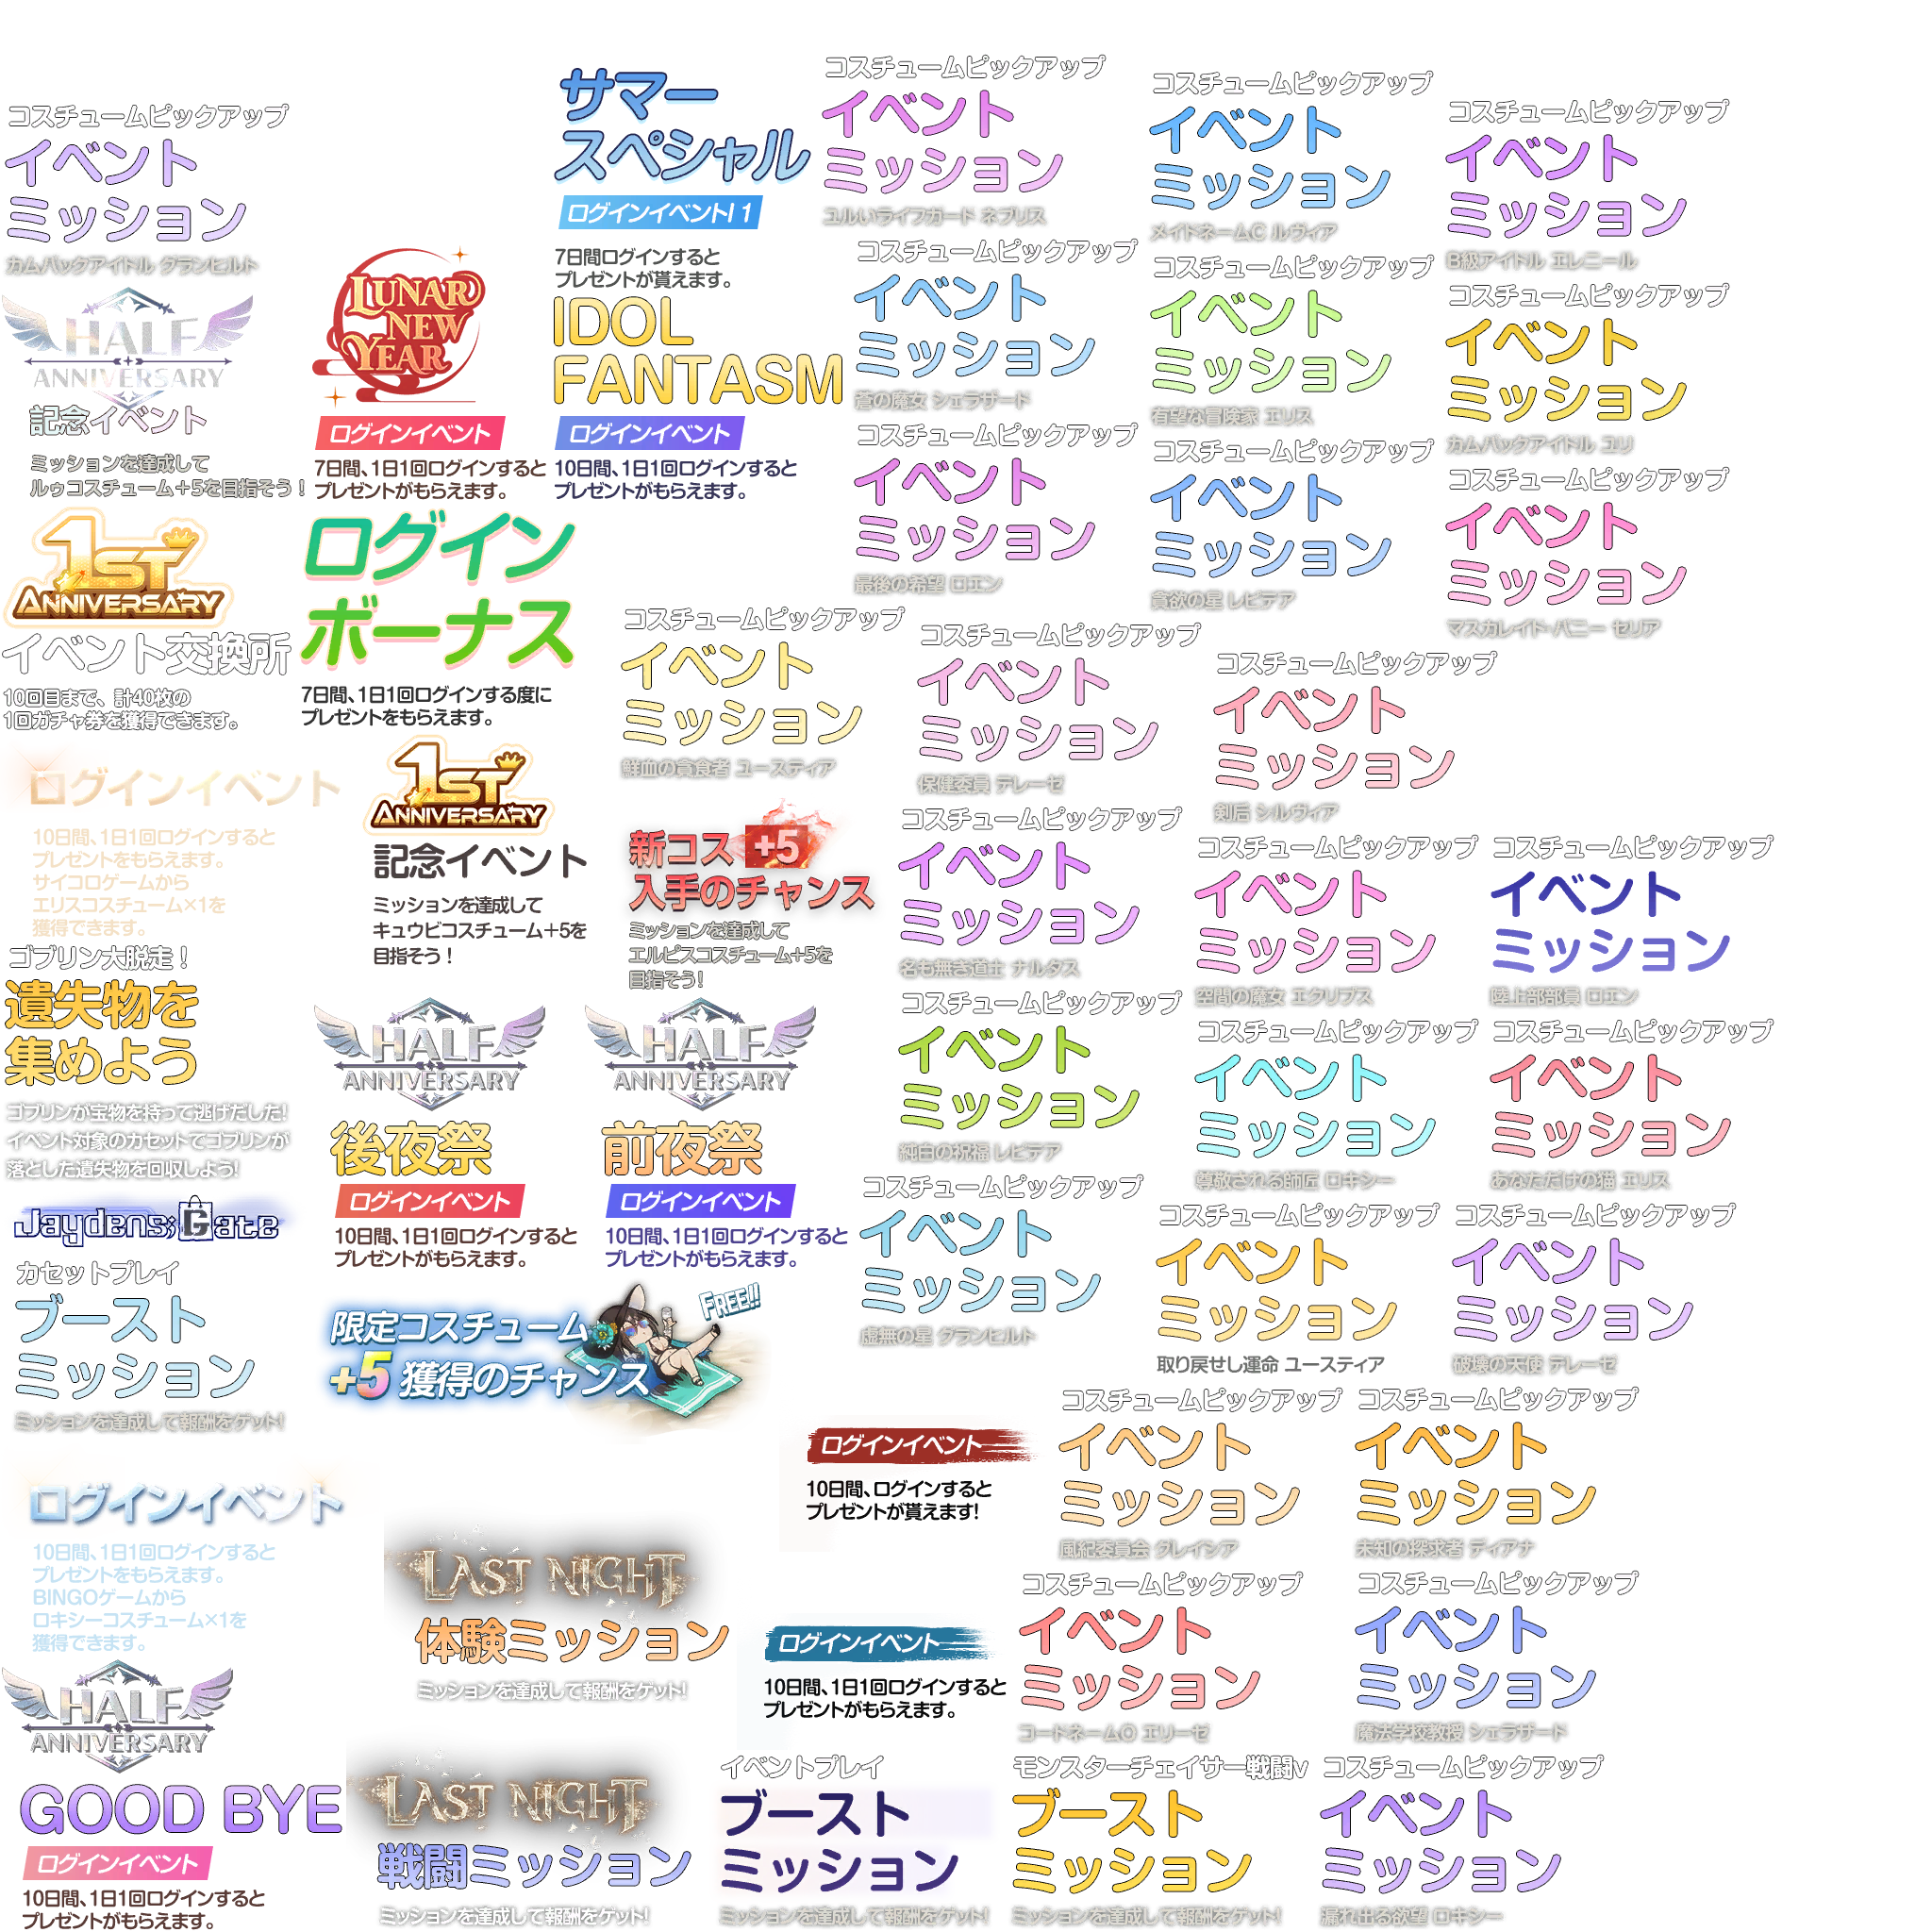 コスチュームピックアップ
イベント
ミッション
カムバックアイドル グランヒルト
HALF
ANNIVERSARY
記念イベント
ミッションを達成して
ルゥコスチューム+5を目指そう！
1ST
ANNIVERSARY
イベント交換所
10回目まで、計40枚の
1回ガチャ券を獲得できます。
ログインイベント
10日間、1日1回ログインすると
プレゼントをもらえます。
サイコロゲームから
エリスコスチューム×1を
獲得できます。
ゴブリン大脱走！
遺失物を
集めよう
ゴブリンが宝物を持って逃げだした!
イベント対象のカセットでゴブリンが
落とした遺失物を回収しよう!
Jaydens;Gate
カセットプレイ
ブースト
ミッション
ミッションを達成して報酬をゲット!
ログインイベント
10日間、1日1回ログインすると
プレゼントをもらえます。
BINGOゲームから
ロキシーコスチューム×1を
獲得できます。
HALF
ANNIVERSARY
GOOD BYE
ログインイベント
10日間、1日1回ログインすると
プレゼントがもらえます。
LUNAR
NEW
YEAR
ログインイベント
7日間、1日1回ログインすると
プレゼントがもらえます。
サマー
スペシャル
ログインイベントI 1
7日間ログインすると
プレゼントが貰えます。
IDOL
FANTASM
ログインイベント
10日間、1日1回ログインすると
プレゼントがもらえます。
ログイン
ボーナス
7日間、1日1回ログインする度に
プレゼントをもらえます。
1ST
ANNIVERSARY
記念イベント
ミッションを達成して
キュウビコスチューム+5を
目指そう！
新コス +5
入手のチャンス
ミッションを達成して
エルピスコスチューム+5を
目指そう!
HALF
ANNIVERSARY
後夜祭
ログインイベント
10日間、1日1回ログインすると
プレゼントがもらえます。
HALF
ANNIVERSARY
前夜祭
ログインイベント
10日間、1日1回ログインすると
プレゼントがもらえます。
限定コスチューム
+5 獲得のチャンス
FREE!!
LAST NIGHT
体験ミッション
ミッションを達成して報酬をゲット!
LAST NIGHT
戦闘ミッション
ミッションを達成して報酬をゲット!
ログインイベント
10日間、ログインすると
プレゼントが貰えます!
ログインイベント
10日間、1日1回ログインすると
プレゼントがもらえます。
イベントプレイ
ブースト
ミッション
ミッションを達成して報酬をゲット!
モンスターチェイサー戦闘v
ブースト
ミッション
ミッションを達成して報酬をゲット!
コスチュームピックアップ
イベント
ミッション
漏れ出る欲望 ロキシー
コスチュームピックアップ
イベント
ミッション
ユルいライフガード ネブリス
コスチュームピックアップ
イベント
ミッション
メイドネームC ルヴィア
コスチュームピックアップ
イベント
ミッション
B級アイドル エレニール
コスチュームピックアップ
イベント
ミッション
蒼の魔女 シェラザード
コスチュームピックアップ
イベント
ミッション
有望な冒険家 エリス
コスチュームピックアップ
イベント
ミッション
カムバックアイドル ユリ
コスチュームピックアップ
イベント
ミッション
最後の希望 ロエン
コスチュームピックアップ
イベント
ミッション
貪欲の星 レビテア
コスチュームピックアップ
イベント
ミッション
マスカレイド・バニー セリア
コスチュームピックアップ
イベント
ミッション
鮮血の貪食者 ユースティア
コスチュームピックアップ
イベント
ミッション
保健委員 テレーゼ
コスチュームピックアップ
イベント
ミッション
剣后 シルヴィア
コスチュームピックアップ
イベント
ミッション
名も無き道士 ナルタス
コスチュームピックアップ
イベント
ミッション
空間の魔女 エクリプス
コスチュームピックアップ
イベント
ミッション
陸上部部員 ロエン
コスチュームピックアップ
イベント
ミッション
純白の祝福 レビテア
コスチュームピックアップ
イベント
ミッション
尊敬される師匠 ロキシー
コスチュームピックアップ
イベント
ミッション
あなただけの猫 エリス
コスチュームピックアップ
イベント
ミッション
虚無の星 グランヒルト
コスチュームピックアップ
イベント
ミッション
取り戻せし運命 ユースティア
コスチュームピックアップ
イベント
ミッション
破壊の天使 テレーゼ
コスチュームピックアップ
イベント
ミッション
風紀委員会 グレイシア
コスチュームピックアップ
イベント
ミッション
未知の探求者 ディアナ
コスチュームピックアップ
イベント
ミッション
コードネームO エリーゼ
コスチュームピックアップ
イベント
ミッション
魔法学校教授 シェラザード